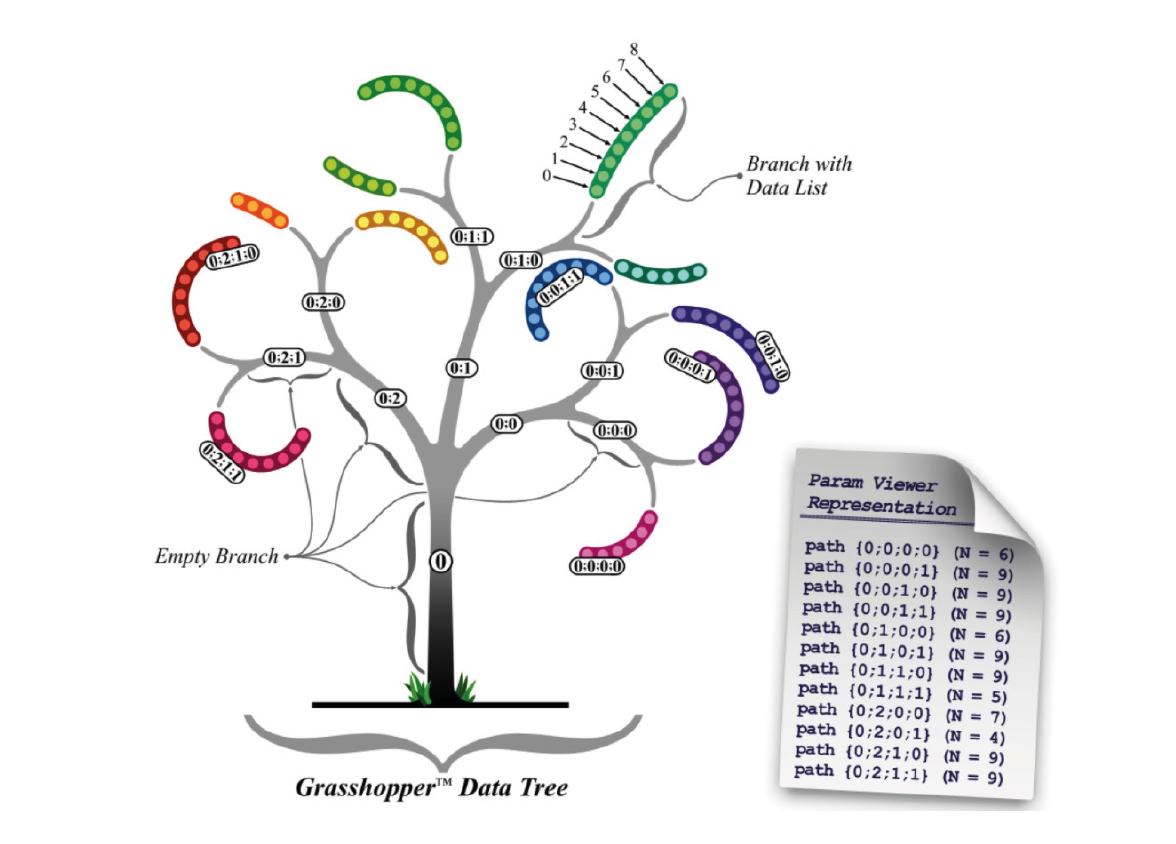 8
7
6
5
4
3
2
1
0
Branch with
Data List
0;1;1
0;1;0
0;2;1;0
0;0;1;1
0;2;0
0;2;1
0;0;1;0
0;0;0;1
0;1
0;0;1
0;2
0;0
0;0;0
0;2;1;1
Empty Branch
0
0;0;0;0
Grasshopper™ Data Tree
Param Viewer
Representation
path {0;0;0;0} (N = 6)
path {0;0;0;1} (N = 9)
path {0;0;1;0} (N = 9)
path {0;0;1;1} (N = 9)
path {0;1;0;0} (N = 6)
path {0;1;0;1} (N = 9)
path {0;1;1;0} (N = 9)
path {0;1;1;1} (N = 5)
path {0;2;0;0} (N = 7)
path {0;2;0;1} (N = 4)
path {0;2;1;0} (N = 9)
path {0;2;1;1} (N = 9)